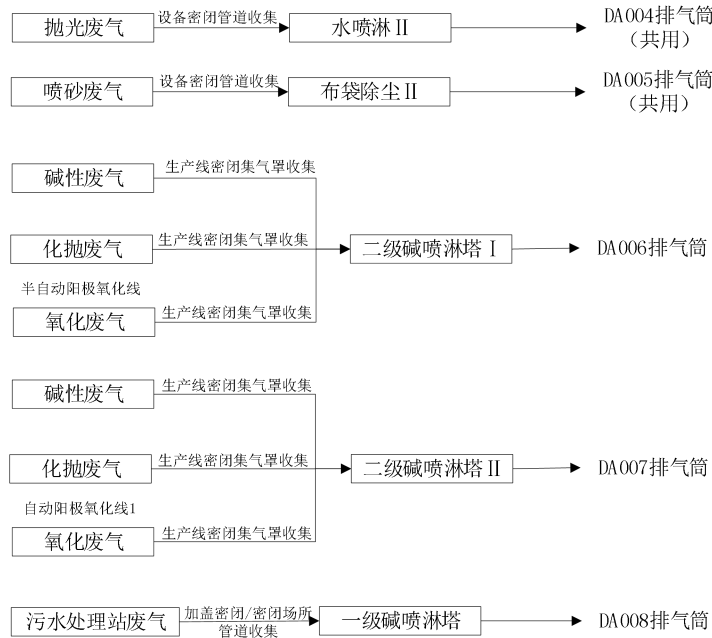 抛光废气
设备密闭管道收集
水喷淋Ⅱ
DA004排气筒
（共用）
喷砂废气
设备密闭管道收集
布袋除尘Ⅱ
DA005排气筒
（共用）
碱性废气
生产线密闭集气罩收集
化抛废气
生产线密闭集气罩收集
二级碱喷淋塔Ⅰ
DA006排气筒
半自动阳极氧化线
氧化废气
生产线密闭集气罩收集
碱性废气
生产线密闭集气罩收集
化抛废气
生产线密闭集气罩收集
二级碱喷淋塔Ⅱ
DA007排气筒
自动阳极氧化线1
氧化废气
生产线密闭集气罩收集
污水处理站废气
加盖密闭/密闭场所
管道收集
一级碱喷淋塔
DA008排气筒